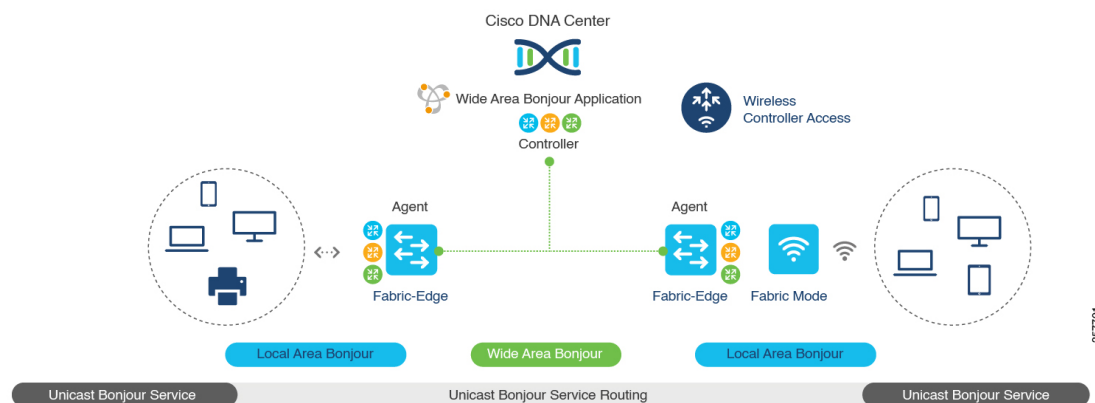 Cisco DNA Center
Wide Area Bonjour Application
Controller
Wireless
Controller Access
Agent
Agent
Fabric-Edge
Fabric-Edge
Fabric Mode
Local Area Bonjour
Wide Area Bonjour
Local Area Bonjour
Unicast Bonjour Service
Unicast Bonjour Service Routing
Unicast Bonjour Service